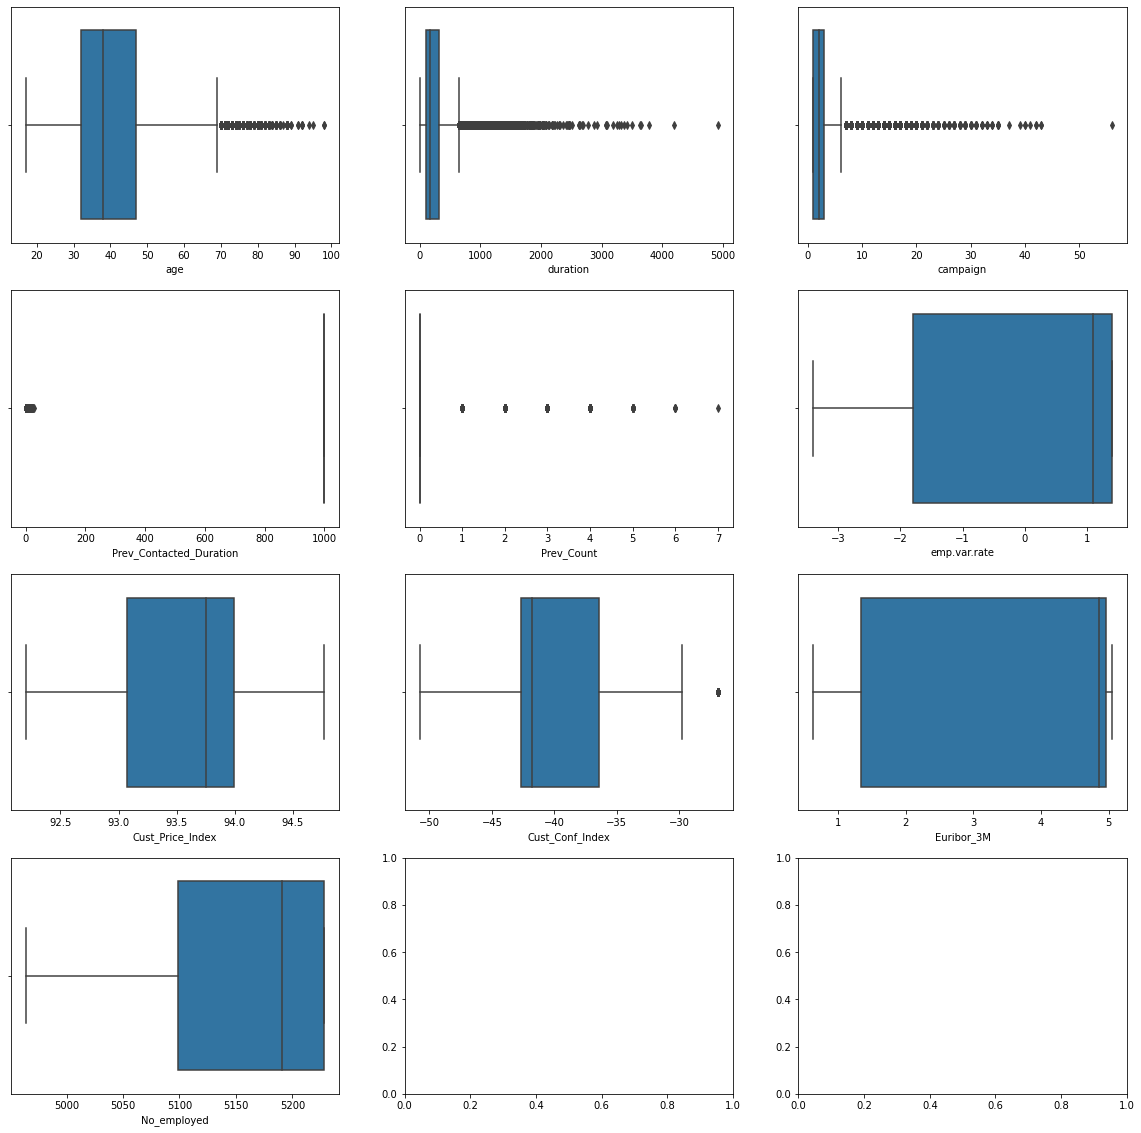 20 30 40 50 60 70 80 90 100
age
0 1000 2000 3000 4000 5000
duration
0 10 20 30 40 50
campaign
0 200 400 600 800 1000
Prev_Contacted_Duration
0 1 2 3 4 5 6 7
Prev_Count
−3 −2 −1 0 1
emp.var.rate
92.5 93.0 93.5 94.0 94.5
Cust_Price_Index
−50 −45 −40 −35 −30
Cust_Conf_Index
1 2 3 4 5
Euribor_3M
5000 5050 5100 5150 5200
No_employed
1.0
0.8
0.6
0.4
0.2
0.0
0.0 0.2 0.4 0.6 0.8 1.0
1.0
0.8
0.6
0.4
0.2
0.0
0.0 0.2 0.4 0.6 0.8 1.0